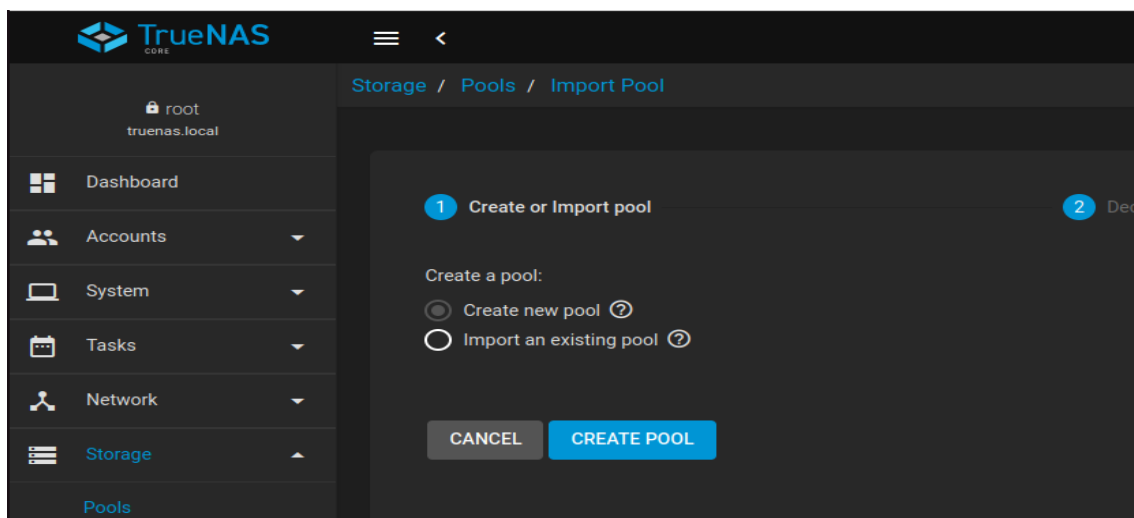 TrueNAS
CORE
Storage / Pools / Import Pool
root
truenas.local
Dashboard
Accounts
System
Tasks
Network
Storage
Pools
1 Create or Import pool
2
Create a pool:
Create new pool
Import an existing pool
CANCEL CREATE POOL